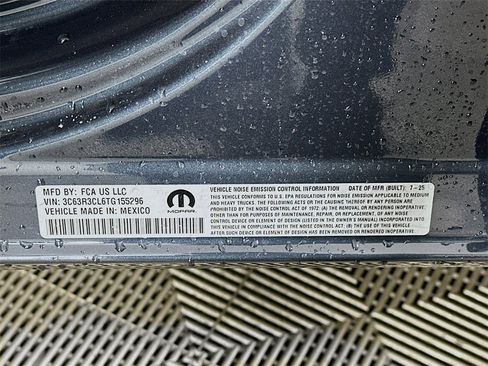 MFD BY: FCA US LLC
VIN: 3C63R3CL6TG155296
VEHICLE MADE IN: MEXICO
MOPAR
VEHICLE NOISE EMISSION CONTROL INFORMATION DATE OF MFR (BUILT): 7-25
THIS VEHICLE CONFORMS TO U.S. EPA REGULATIONS FOR NOISE EMISSION APPLICABLE TO MEDIUM
AND HEAVY TRUCKS.
THE FOLLOWING ACTS OR THE CAUSING THEREOF BY ANY PERSON ARE PROHIBITED BY THE NOISE
CONTROL ACT OF 1972: (A) THE REMOVAL OR RENDERING INOPERATIVE,
OTHER THAN FOR PURPOSES OF MAINTENANCE, REPAIR, OR REPLACEMENT, OF ANY NOISE CONTROL DEVICE OR
ELEMENT OF DESIGN (LISTED IN THE OWNER'S MANUAL) INCORPORATED INTO
THIS VEHICLE IN COMPLIANCE WITH THE NOISE CONTROL ACT; (B) THE USE OF THIS VEHICLE
AFTER SUCH DEVICE OR ELEMENT OF DESIGN HAS BEEN REMOVED OR RENDERED INOPERATIVE.